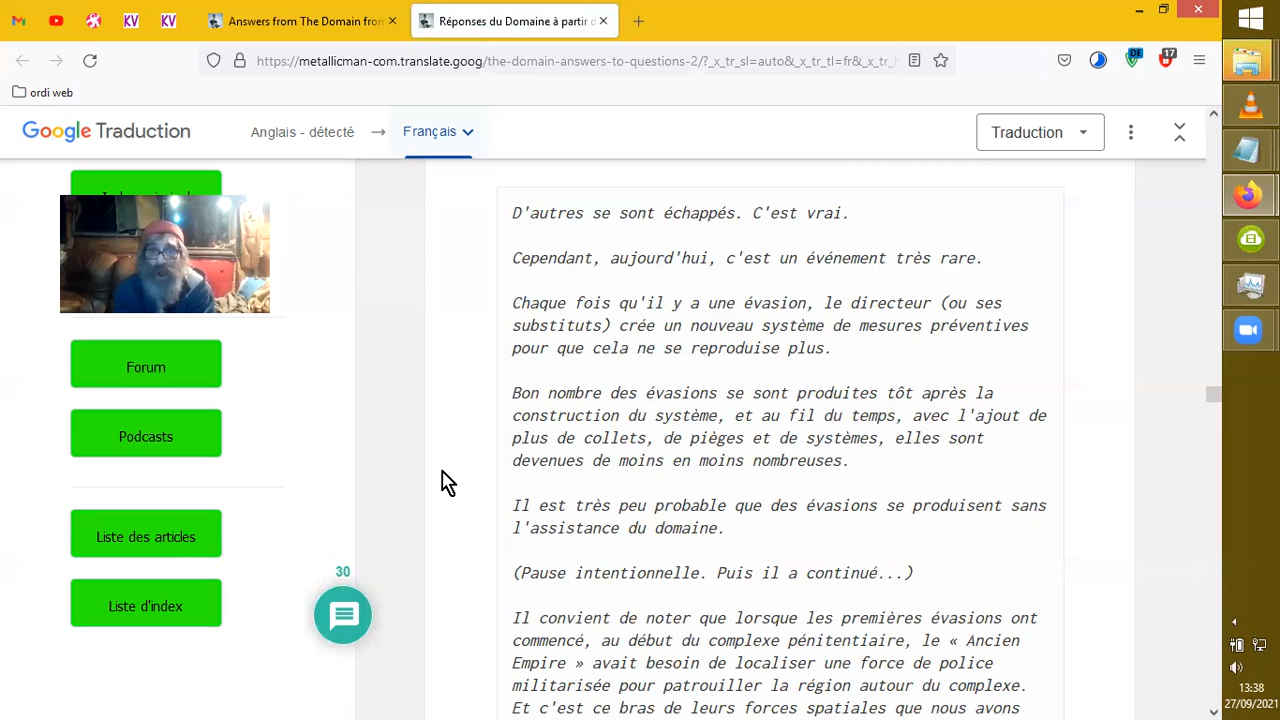 KV
KV
Answers from The Domain from
Réponses du Domaine à partir d
https://metallicman-com.translate.goog/the-domain-answers-to-questions-2/?_x_tr_sl=auto&_x_tr_tl=fr&_x_tr_
DE
17
ordi web
Google Traduction
Anglais - détecté
Français
Traduction
D'autres se sont échappés. C'est vrai.
Cependant, aujourd'hui, c'est un événement très rare.
Chaque fois qu'il y a une évasion, le directeur (ou ses
substituts) crée un nouveau système de mesures préventives
pour que cela ne se reproduise plus.
Bon nombre des évasions se sont produites tôt après la
construction du système, et au fil du temps, avec l'ajout de
plus de collets, de pièges et de systèmes, elles sont
devenues de moins en moins nombreuses.
Il est très peu probable que des évasions se produisent sans
l'assistance du domaine.
(Pause intentionnelle. Puis il a continué...)
Il convient de noter que lorsque les premières évasions ont
commencé, au début du complexe pénitentiaire, le « Ancien
Empire » avait besoin de localiser une force de police
militarisée pour patrouiller la région autour du complexe.
Et c'est ce bras de leurs forces spatiales que nous avons
Forum
Podcasts
Liste des articles
Liste d'index
30
13:38
27/09/2021